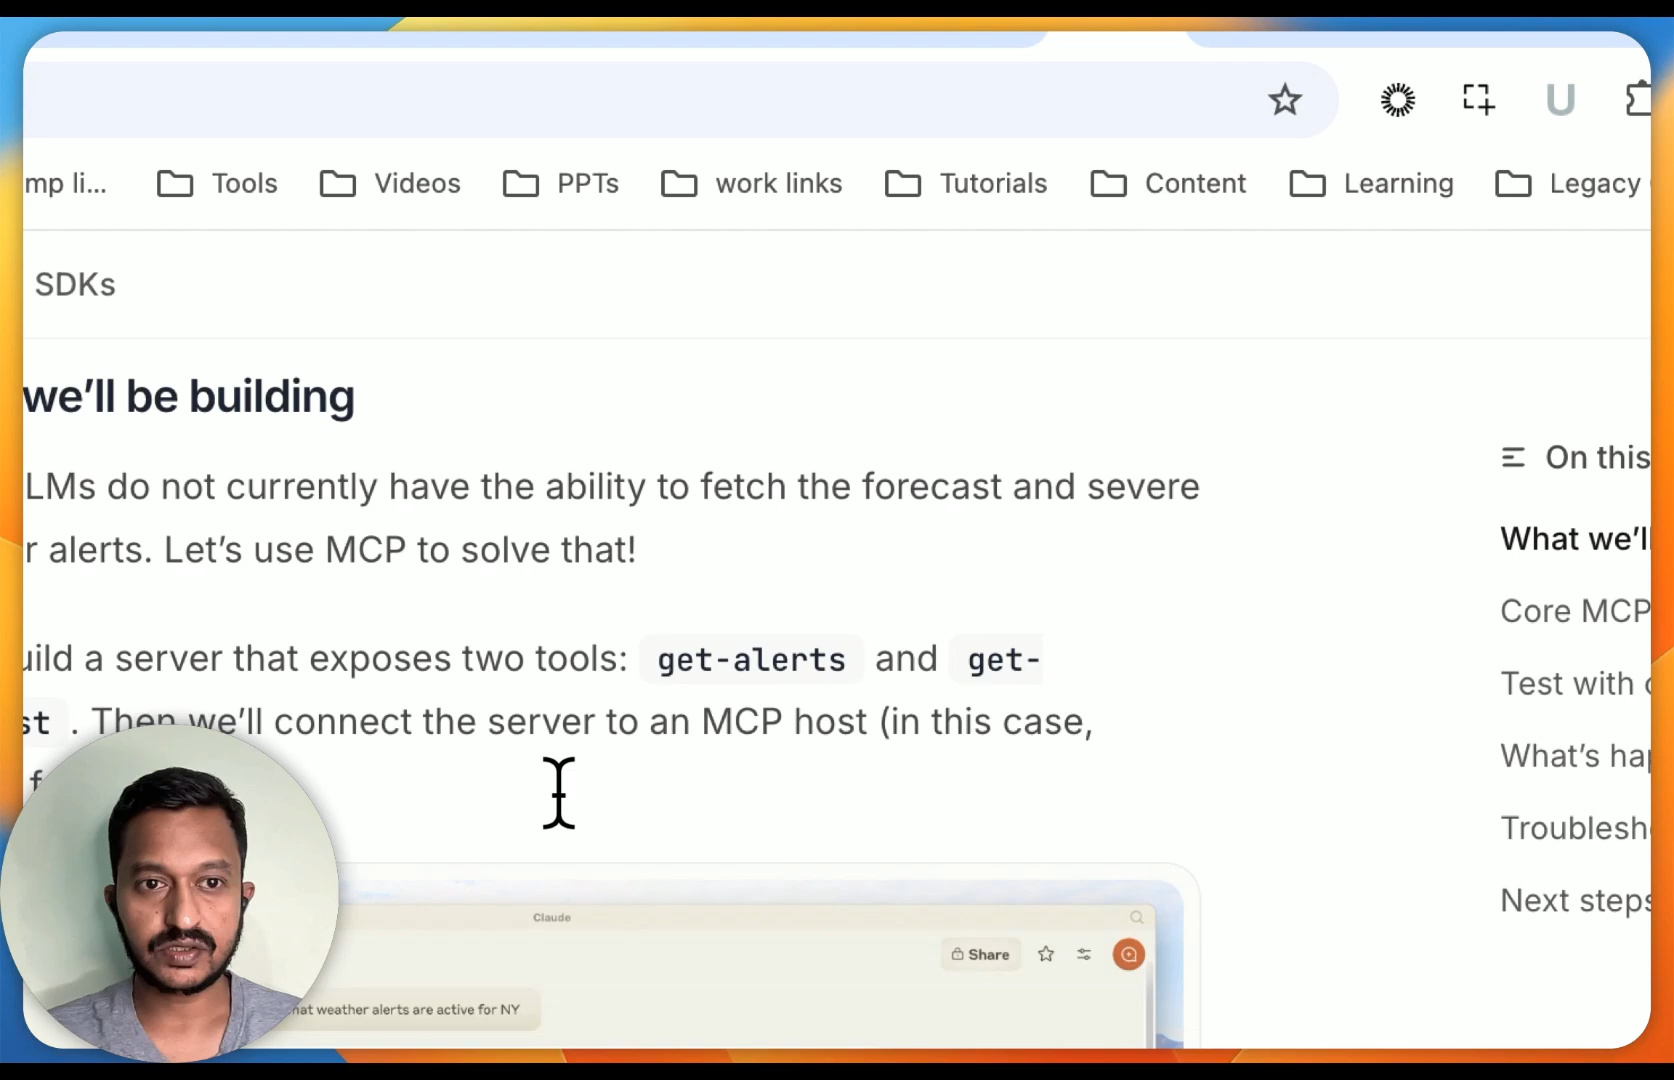 mp li...
Tools
Videos
PPTs
work links
Tutorials
Content
Learning
Legacy
SDKs
we’ll be building
LMs do not currently have the ability to fetch the forecast and severe
r alerts. Let’s use MCP to solve that!
uild a server that exposes two tools: get-alerts and get-
st . Then we’ll connect the server to an MCP host (in this case,
f
On this
What we’ll
Core MCP
Test with
What’s hap
Troublesh
Next steps
Claude
Share
hat weather alerts are active for NY